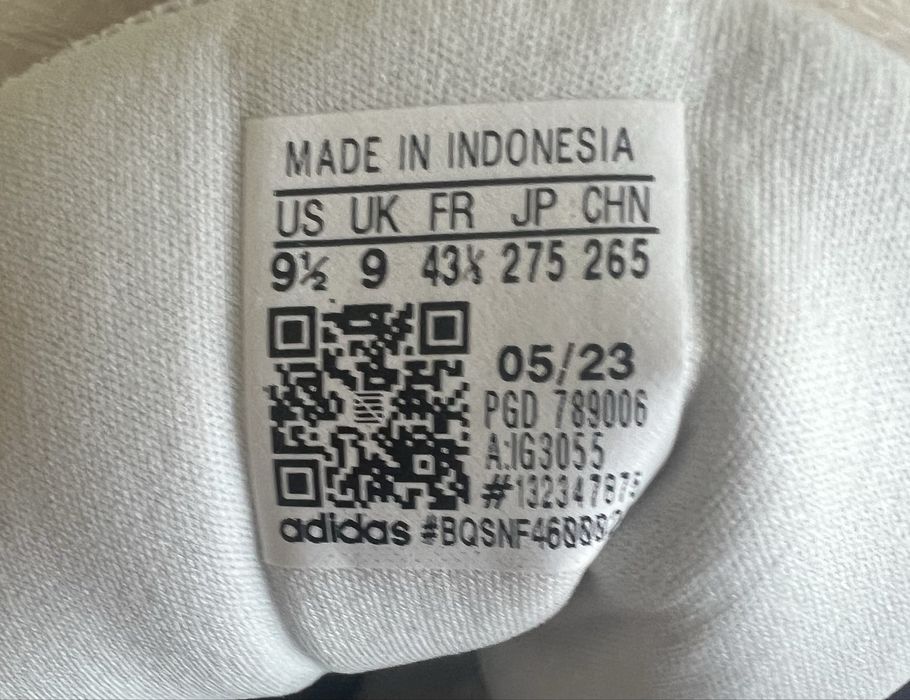 MADE IN INDONESIA
US UK FR JP CHN
9½ 9 43⅓ 275 265
05/23
PGD 789006
A:IG3055
adidas